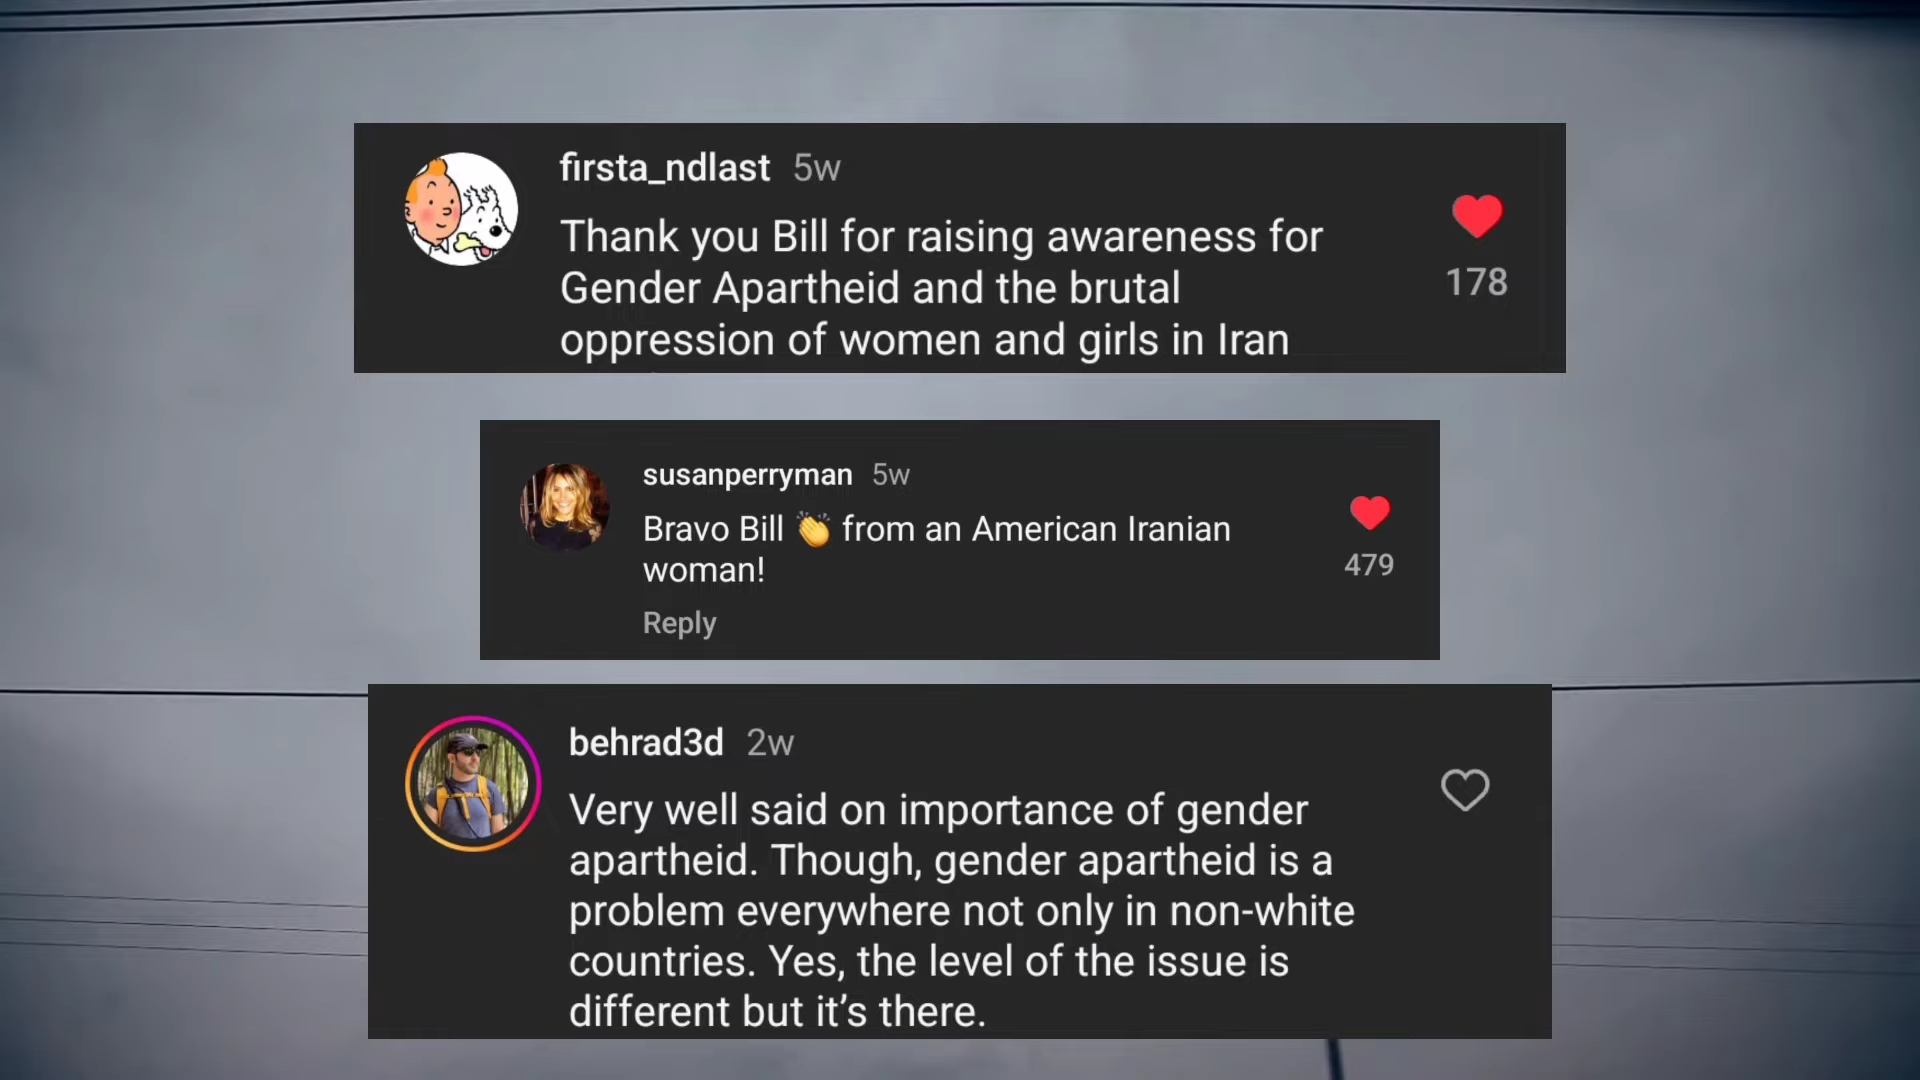 firsta_ndlast 5w
Thank you Bill for raising awareness for
Gender Apartheid and the brutal
oppression of women and girls in Iran
178
susanperryman 5w
Bravo Bill 👏 from an American Iranian
woman!
479
Reply
behrad3d 2w
Very well said on importance of gender
apartheid. Though, gender apartheid is a
problem everywhere not only in non-white
countries. Yes, the level of the issue is
different but it’s there.